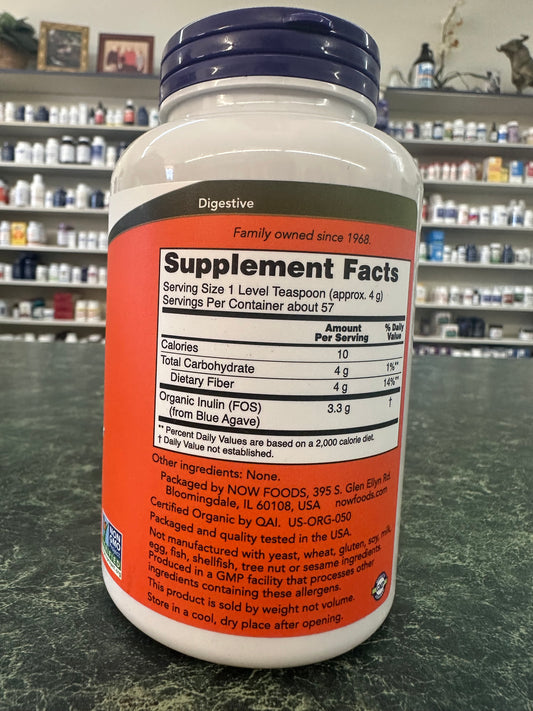 Digestive
Family owned since 1968.
Supplement Facts
Serving Size 1 Level Teaspoon (approx. 4 g)
Servings Per Container about 57
Amount Per Serving % Daily Value
Calories 10
Total Carbohydrate 4 g 1%**
Dietary Fiber 4 g 14%**
Organic Inulin (FOS) 3.3 g †
(from Blue Agave)
** Percent Daily Values are based on a 2,000 calorie diet.
† Daily Value not established.
Other ingredients: None.
Packaged by NOW FOODS, 395 S. Glen Ellyn Rd.
Bloomingdale, IL 60108, USA nowfoods.com
Certified Organic by QAI. US-ORG-050
Packaged and quality tested in the USA.
Not manufactured with yeast, wheat, gluten, soy, milk,
egg, fish, shellfish, tree nut or sesame ingredients.
Produced in a GMP facility that processes other
ingredients containing these allergens.
This product is sold by weight not volume.
Store in a cool, dry place after opening.